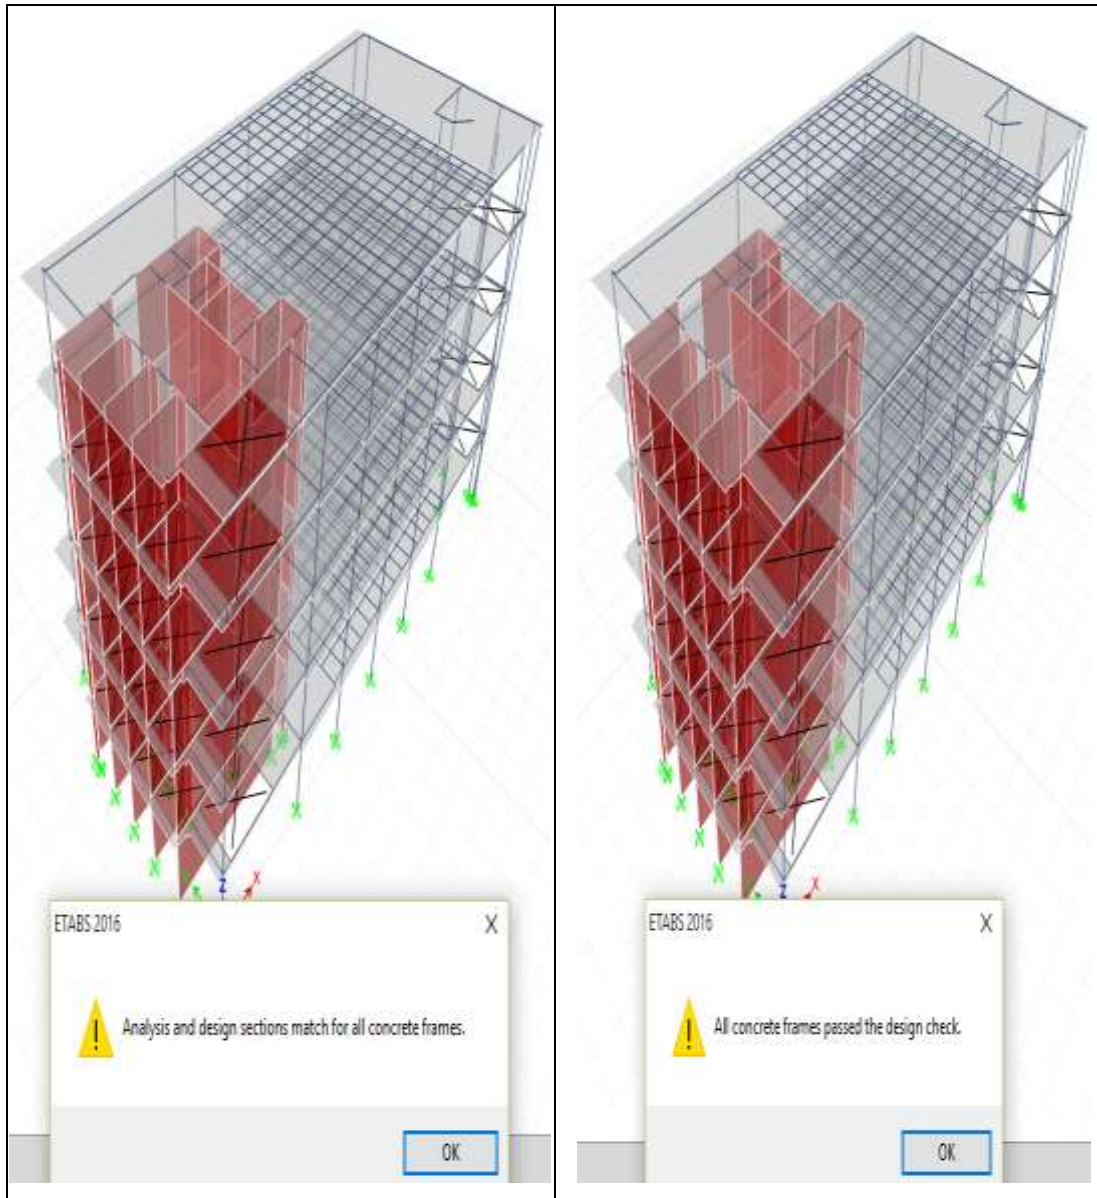 Z X
ETABS 2016 X
Analysis and design sections match for all concrete frames.
OK
Z X
ETABS 2016 X
All concrete frames passed the design check.
OK